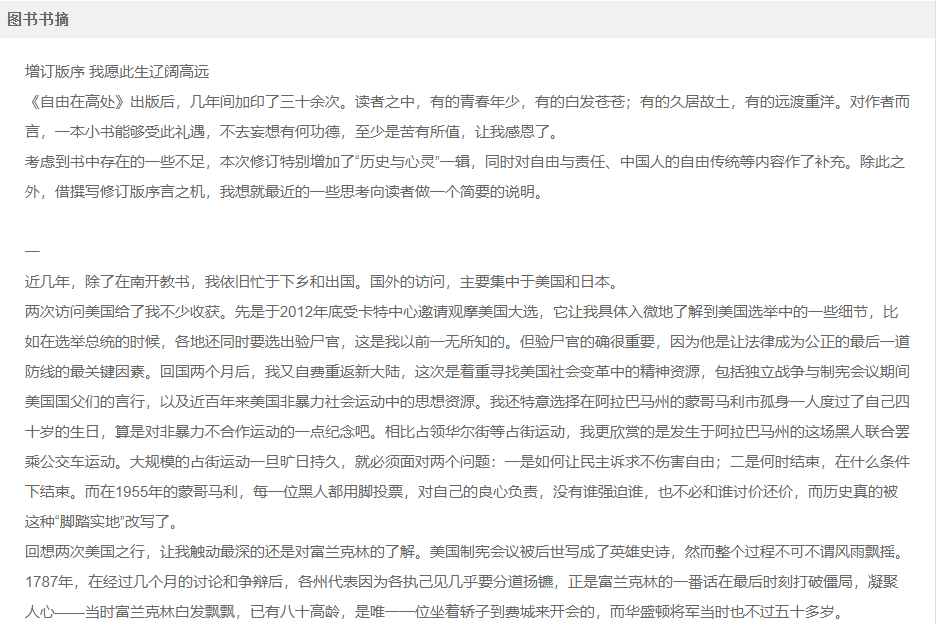 图书书摘
增订版序 我愿此生辽阔高远
《自由在高处》出版后，几年间加印了三十余次。读者之中，有的青春年少，有的白发苍苍；有的久居故土，有的远渡重洋。对作者而
言，一本小书能够受此礼遇，不去妄想有何功德，至少是苦有所值，让我感恩了。
考虑到书中存在的一些不足，本次修订特别增加了“历史与心灵”一辑，同时对自由与责任、中国人的自由传统等内容作了补充。除此之
外，借撰写修订版序言之机，我想就最近的一些思考向读者做一个简要的说明。
一
近几年，除了在南开教书，我依旧忙于下乡和出国。国外的访问，主要集中于美国和日本。
两次访问美国给了我不少收获。先是于2012年底受卡特中心邀请观摩美国大选，它让我具体入微地了解到美国选举中的一些细节，比
如在选举总统的时候，各地还同时要选出验尸官，这是我以前一无所知的。但验尸官的确很重要，因为他是让法律成为公正的最后一道
防线的最关键因素。回国两个月后，我又自费重返新大陆，这次是着重寻找美国社会变革中的精神资源，包括独立战争与制宪会议期间
美国国父们的言行，以及近百年来美国非暴力社会运动中的思想资源。我还特意选择在阿拉巴马州的蒙哥马利市孤身一人度过了自己四
十岁的生日，算是对非暴力不合作运动的一点纪念吧。相比占领华尔街等占街运动，我更欣赏的是发生于阿拉巴马州的这场黑人联合罢
乘公交车运动。大规模的占街运动一旦旷日持久，就必须面对两个问题：一是如何让民主诉求不伤害自由；二是何时结束，在什么条件
下结束。而在1955年的蒙哥马利，每一位黑人都用脚投票，对自己的良心负责，没有谁强迫谁，也不必和谁讨价还价，而历史真的被
这种“脚踏实地”改写了。
回想两次美国之行，让我触动最深的还是对富兰克林的了解。美国制宪会议被后世写成了英雄史诗，然而整个过程不可不谓风雨飘摇。
1787年，在经过几个月的讨论和争辩后，各州代表因为各执己见几乎要分道扬镳，正是富兰克林的一番话在最后时刻打破僵局，凝聚
人心——当时富兰克林白发飘飘，已有八十高龄，是唯一一位坐着轿子到费城来开会的，而华盛顿将军当时也不过五十多岁。